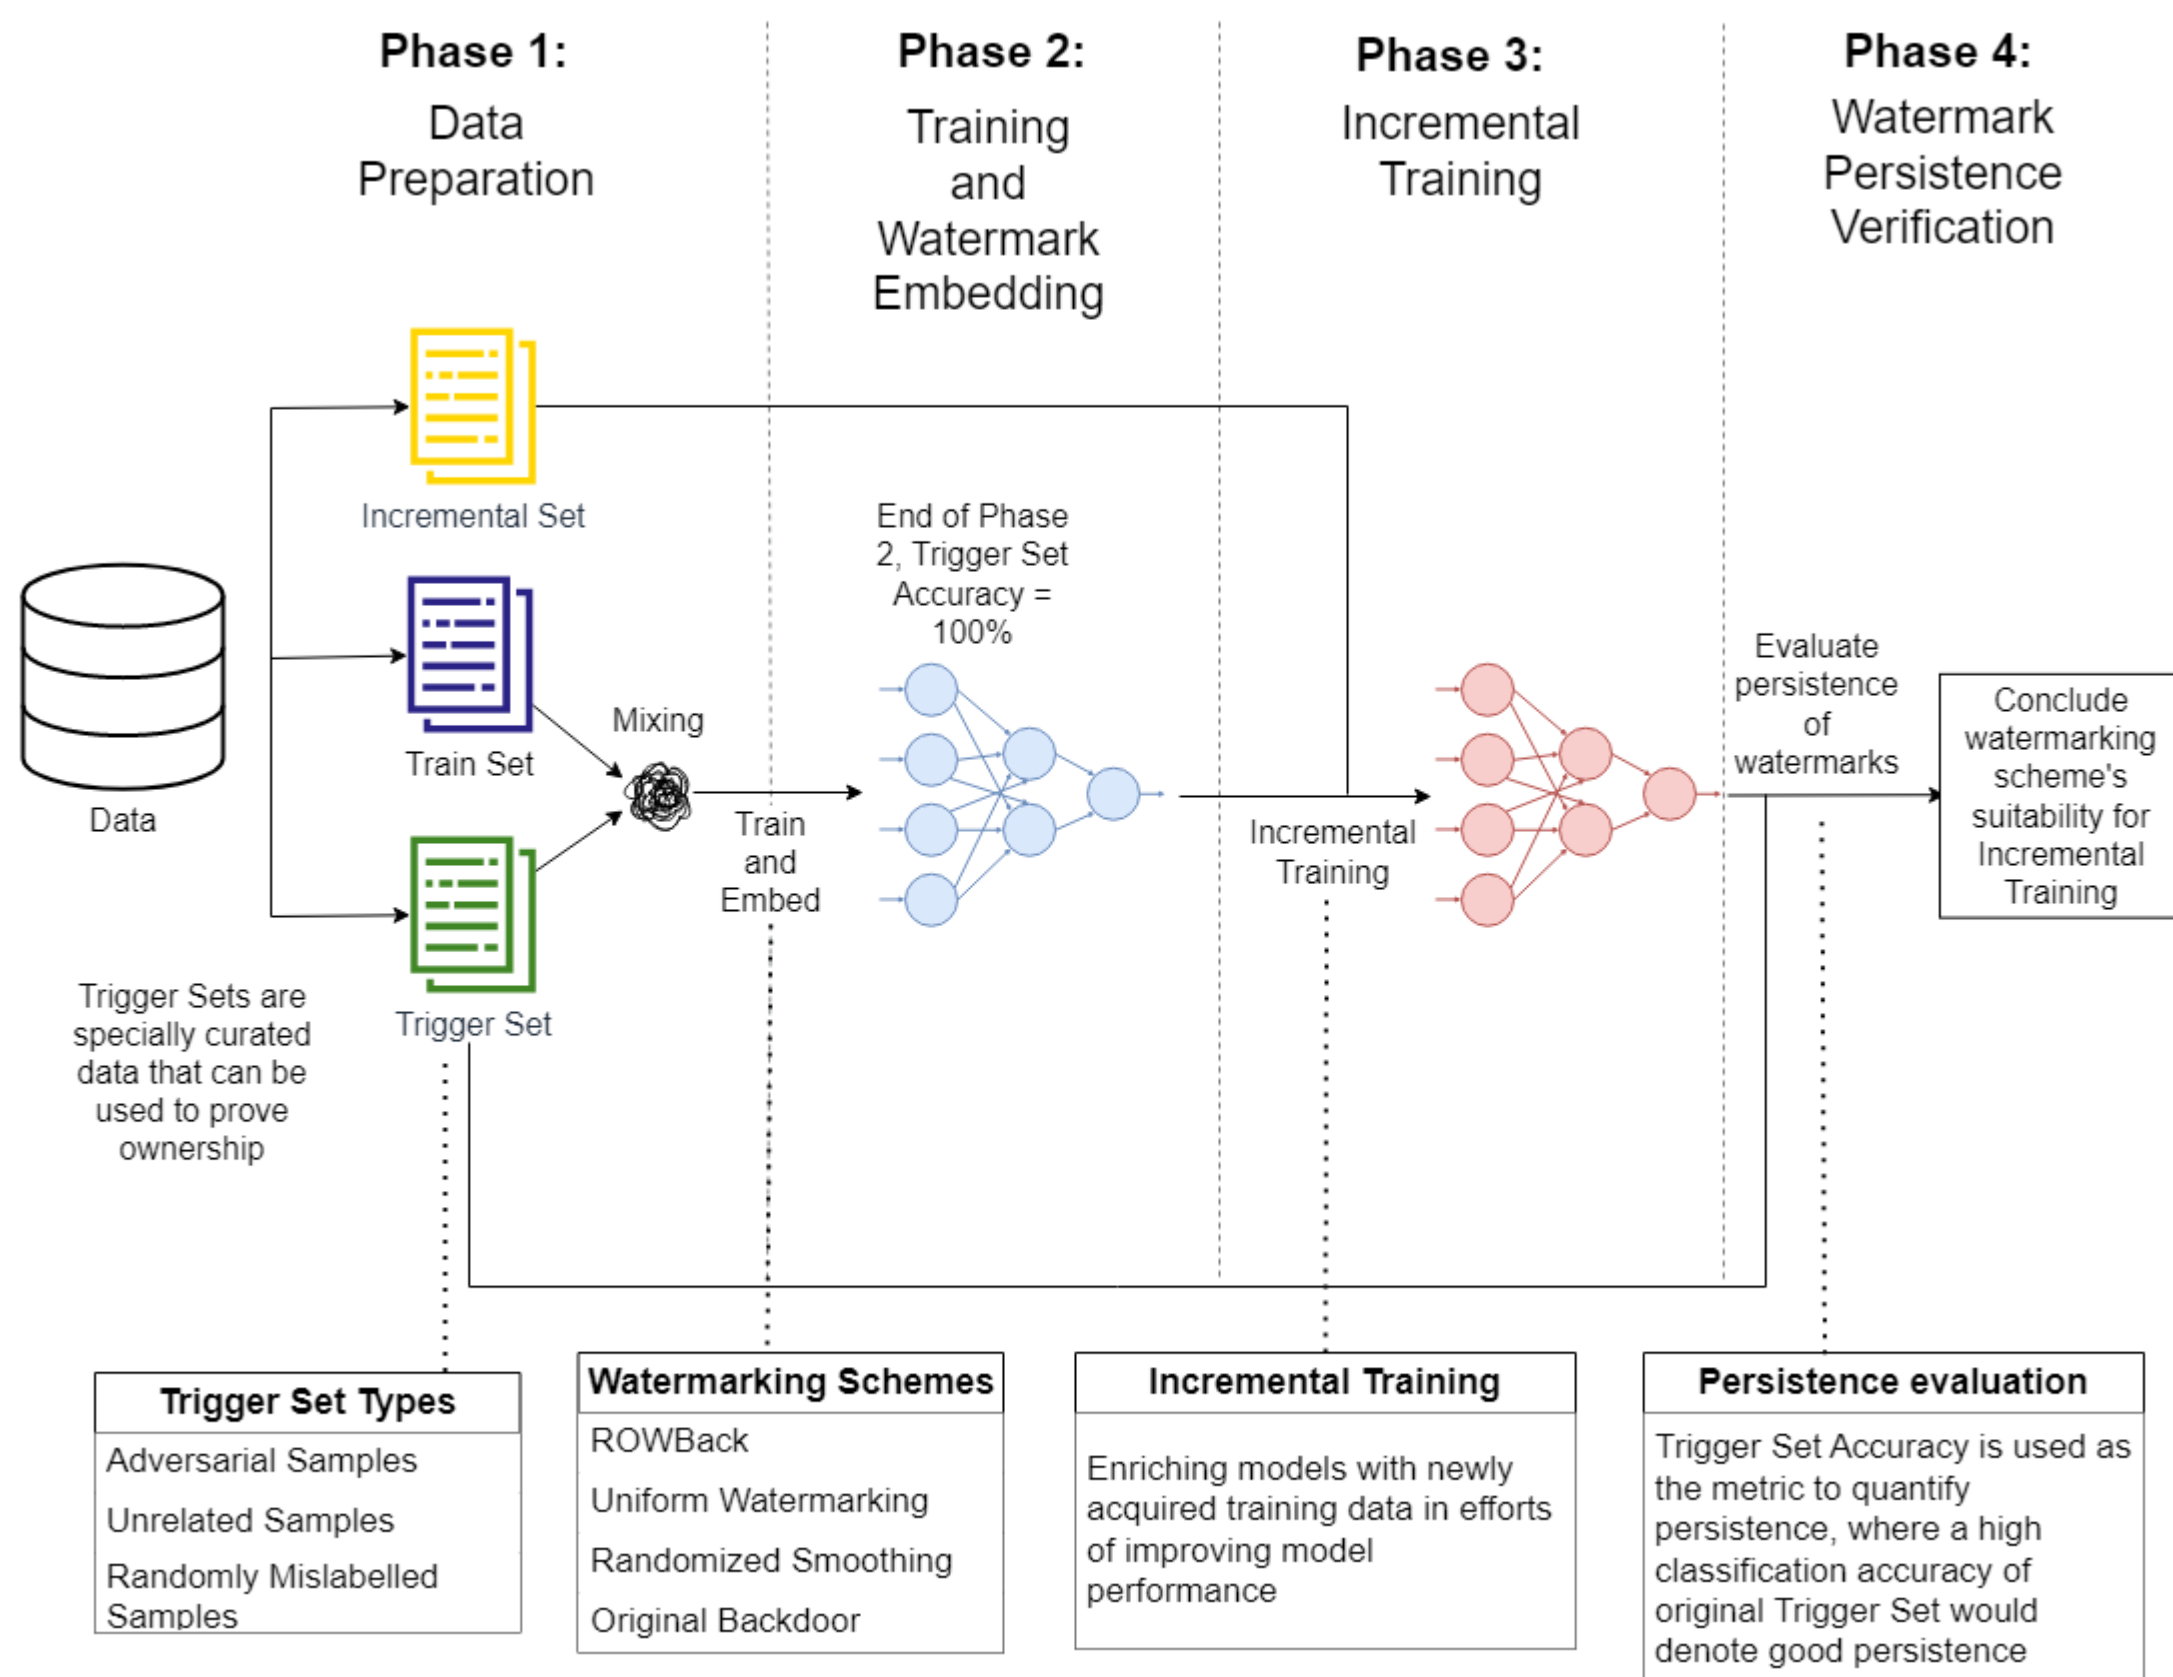 Phase 1:
Data
Preparation
Phase 2:
Training
and
Watermark
Embedding
Phase 3:
Incremental
Training
Phase 4:
Watermark
Persistence
Verification
Incremental Set
Train Set
Trigger Set
Data
Trigger Sets are
specially curated
data that can be
used to prove
ownership
Mixing
Train
and
Embed
End of Phase
2, Trigger Set
Accuracy =
100%
Incremental
Training
Evaluate
persistence
of
watermarks
Conclude
watermarking
scheme's
suitability for
Incremental
Training
Trigger Set Types
Adversarial Samples
Unrelated Samples
Randomly Mislabelled
Samples
Watermarking Schemes
ROWBack
Uniform Watermarking
Randomized Smoothing
Original Backdoor
Incremental Training
Enriching models with newly
acquired training data in efforts
of improving model
performance
Persistence evaluation
Trigger Set Accuracy is used as
the metric to quantify
persistence, where a high
classification accuracy of
original Trigger Set would
denote good persistence